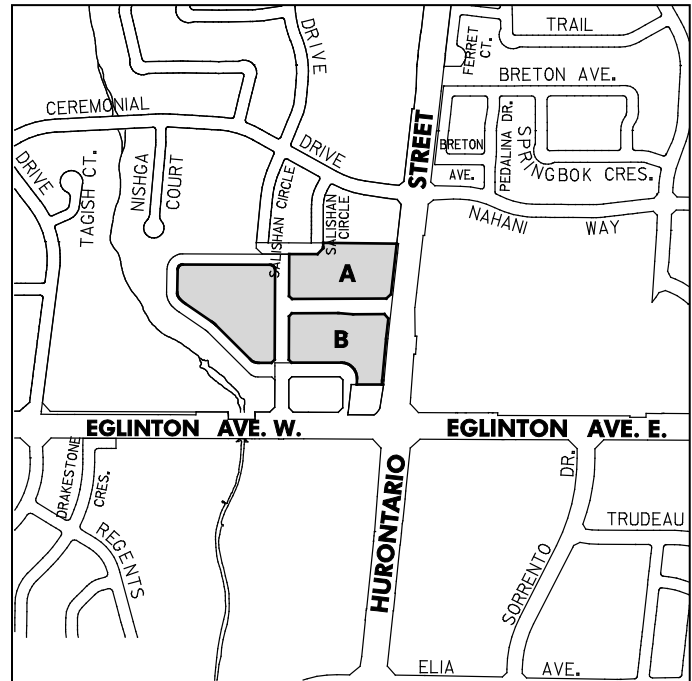 TRAIL
FERRET
CT.
DRIVE
BRETON AVE.
CEREMONIAL
STREET
PEDALINA DR.
BRETON
AVE.
SPRINGBOK CRES.
DRIVE
DRIVE
TAGISH CT.
NISHGA
COURT
SALISHAN CIRCLE
SALISHAN
CIRCLE
NAHANI WAY
A
B
EGLINTON AVE. W.
EGLINTON AVE. E.
DRAKESTONE
CRES.
REGENTS
HURONTARIO
DR.
SORRENTO
TRUDEAU
ELIA AVE.